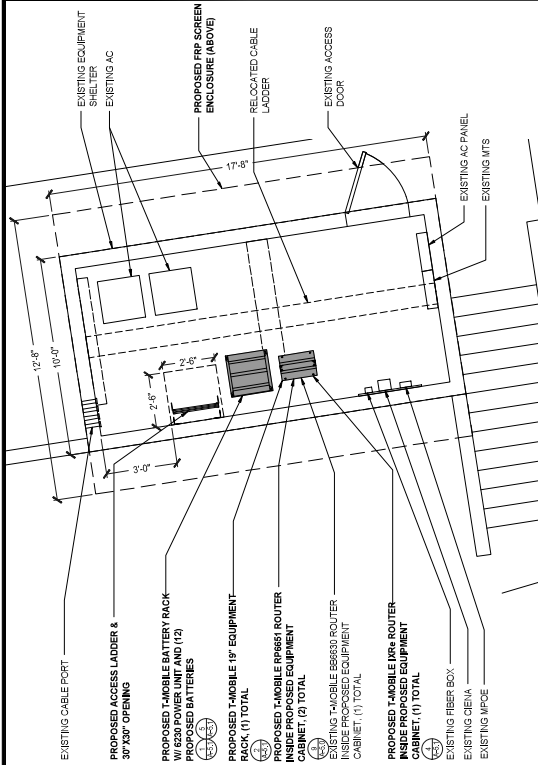 EXISTING EQUIPMENT
SHELTER
EXISTING AC
PROPOSED FRP SCREEN
ENCLOSURE (ABOVE)
RELOCATED CABLE
LADDER
EXISTING ACCESS
DOOR
EXISTING AC PANEL
EXISTING MTS
17'-8"
12'-8"
10'-0"
2'-6"
2'-6"
3'-0"
EXISTING CABLE PORT
PROPOSED ACCESS LADDER &
30"X30" OPENING
PROPOSED T-MOBILE BATTERY RACK
W/ 6230 POWER UNIT AND (12)
PROPOSED BATTERIES
1
5
PROPOSED T-MOBILE 19" EQUIPMENT
RACK, (1) TOTAL
2
PROPOSED T-MOBILE RP6651 ROUTER
INSIDE PROPOSED EQUIPMENT
CABINET, (2) TOTAL
EXISTING T-MOBILE BB6630 ROUTER
INSIDE PROPOSED EQUIPMENT
CABINET, (1) TOTAL
PROPOSED T-MOBILE IXRe ROUTER
INSIDE PROPOSED EQUIPMENT
CABINET, (1) TOTAL
4
EXISTING FIBER BOX
EXISTING CIENA
EXISTING MPOE